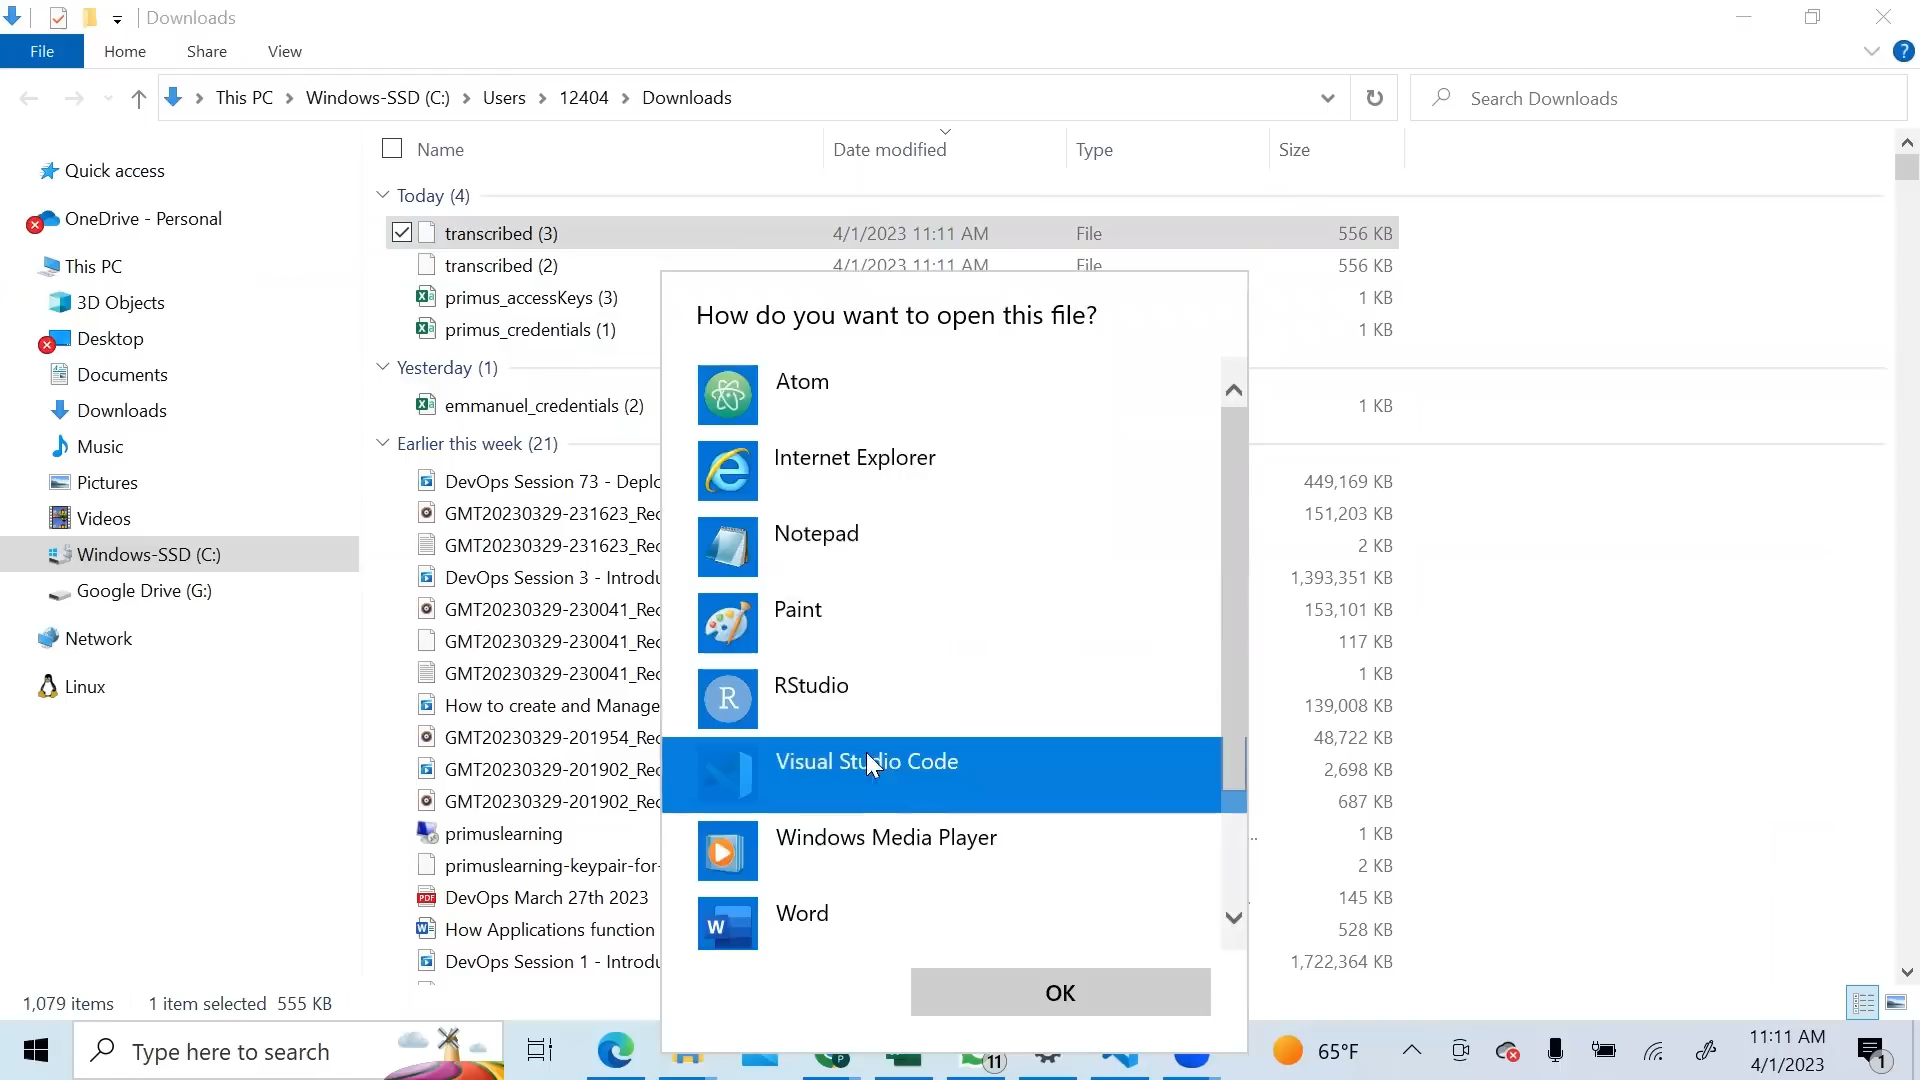 Downloads
File Home Share View
This PC Windows-SSD (C:) Users 12404 Downloads
Search Downloads
Name Date modified Type Size
Quick access
OneDrive - Personal
This PC
3D Objects
Desktop
Documents
Downloads
Music
Pictures
Videos
Windows-SSD (C:)
Google Drive (G:)
Network
Linux
Today (4)
transcribed (3) 4/1/2023 11:11 AM File 556 KB
transcribed (2) 4/1/2023 11:11 AM File 556 KB
primus_accessKeys (3) 1 KB
primus_credentials (1) 1 KB
Yesterday (1)
emmanuel_credentials (2) 1 KB
Earlier this week (21)
DevOps Session 73 - Deplo 449,169 KB
GMT20230329-231623_Rec 151,203 KB
GMT20230329-231623_Rec 2 KB
DevOps Session 3 - Introdu 1,393,351 KB
GMT20230329-230041_Rec 153,101 KB
GMT20230329-230041_Rec 117 KB
GMT20230329-230041_Rec 1 KB
How to create and Manage 139,008 KB
GMT20230329-201954_Rec 48,722 KB
GMT20230329-201902_Rec 2,698 KB
GMT20230329-201902_Rec 687 KB
primuslearning 1 KB
primuslearning-keypair-for- 2 KB
DevOps March 27th 2023 145 KB
How Applications function 528 KB
DevOps Session 1 - Introdu 1,722,364 KB
How do you want to open this file?
Atom
Internet Explorer
Notepad
Paint
RStudio
Visual Studio Code
Windows Media Player
Word
OK
1,079 items 1 item selected 555 KB
Type here to search
11
65°F
11:11 AM
4/1/2023
1